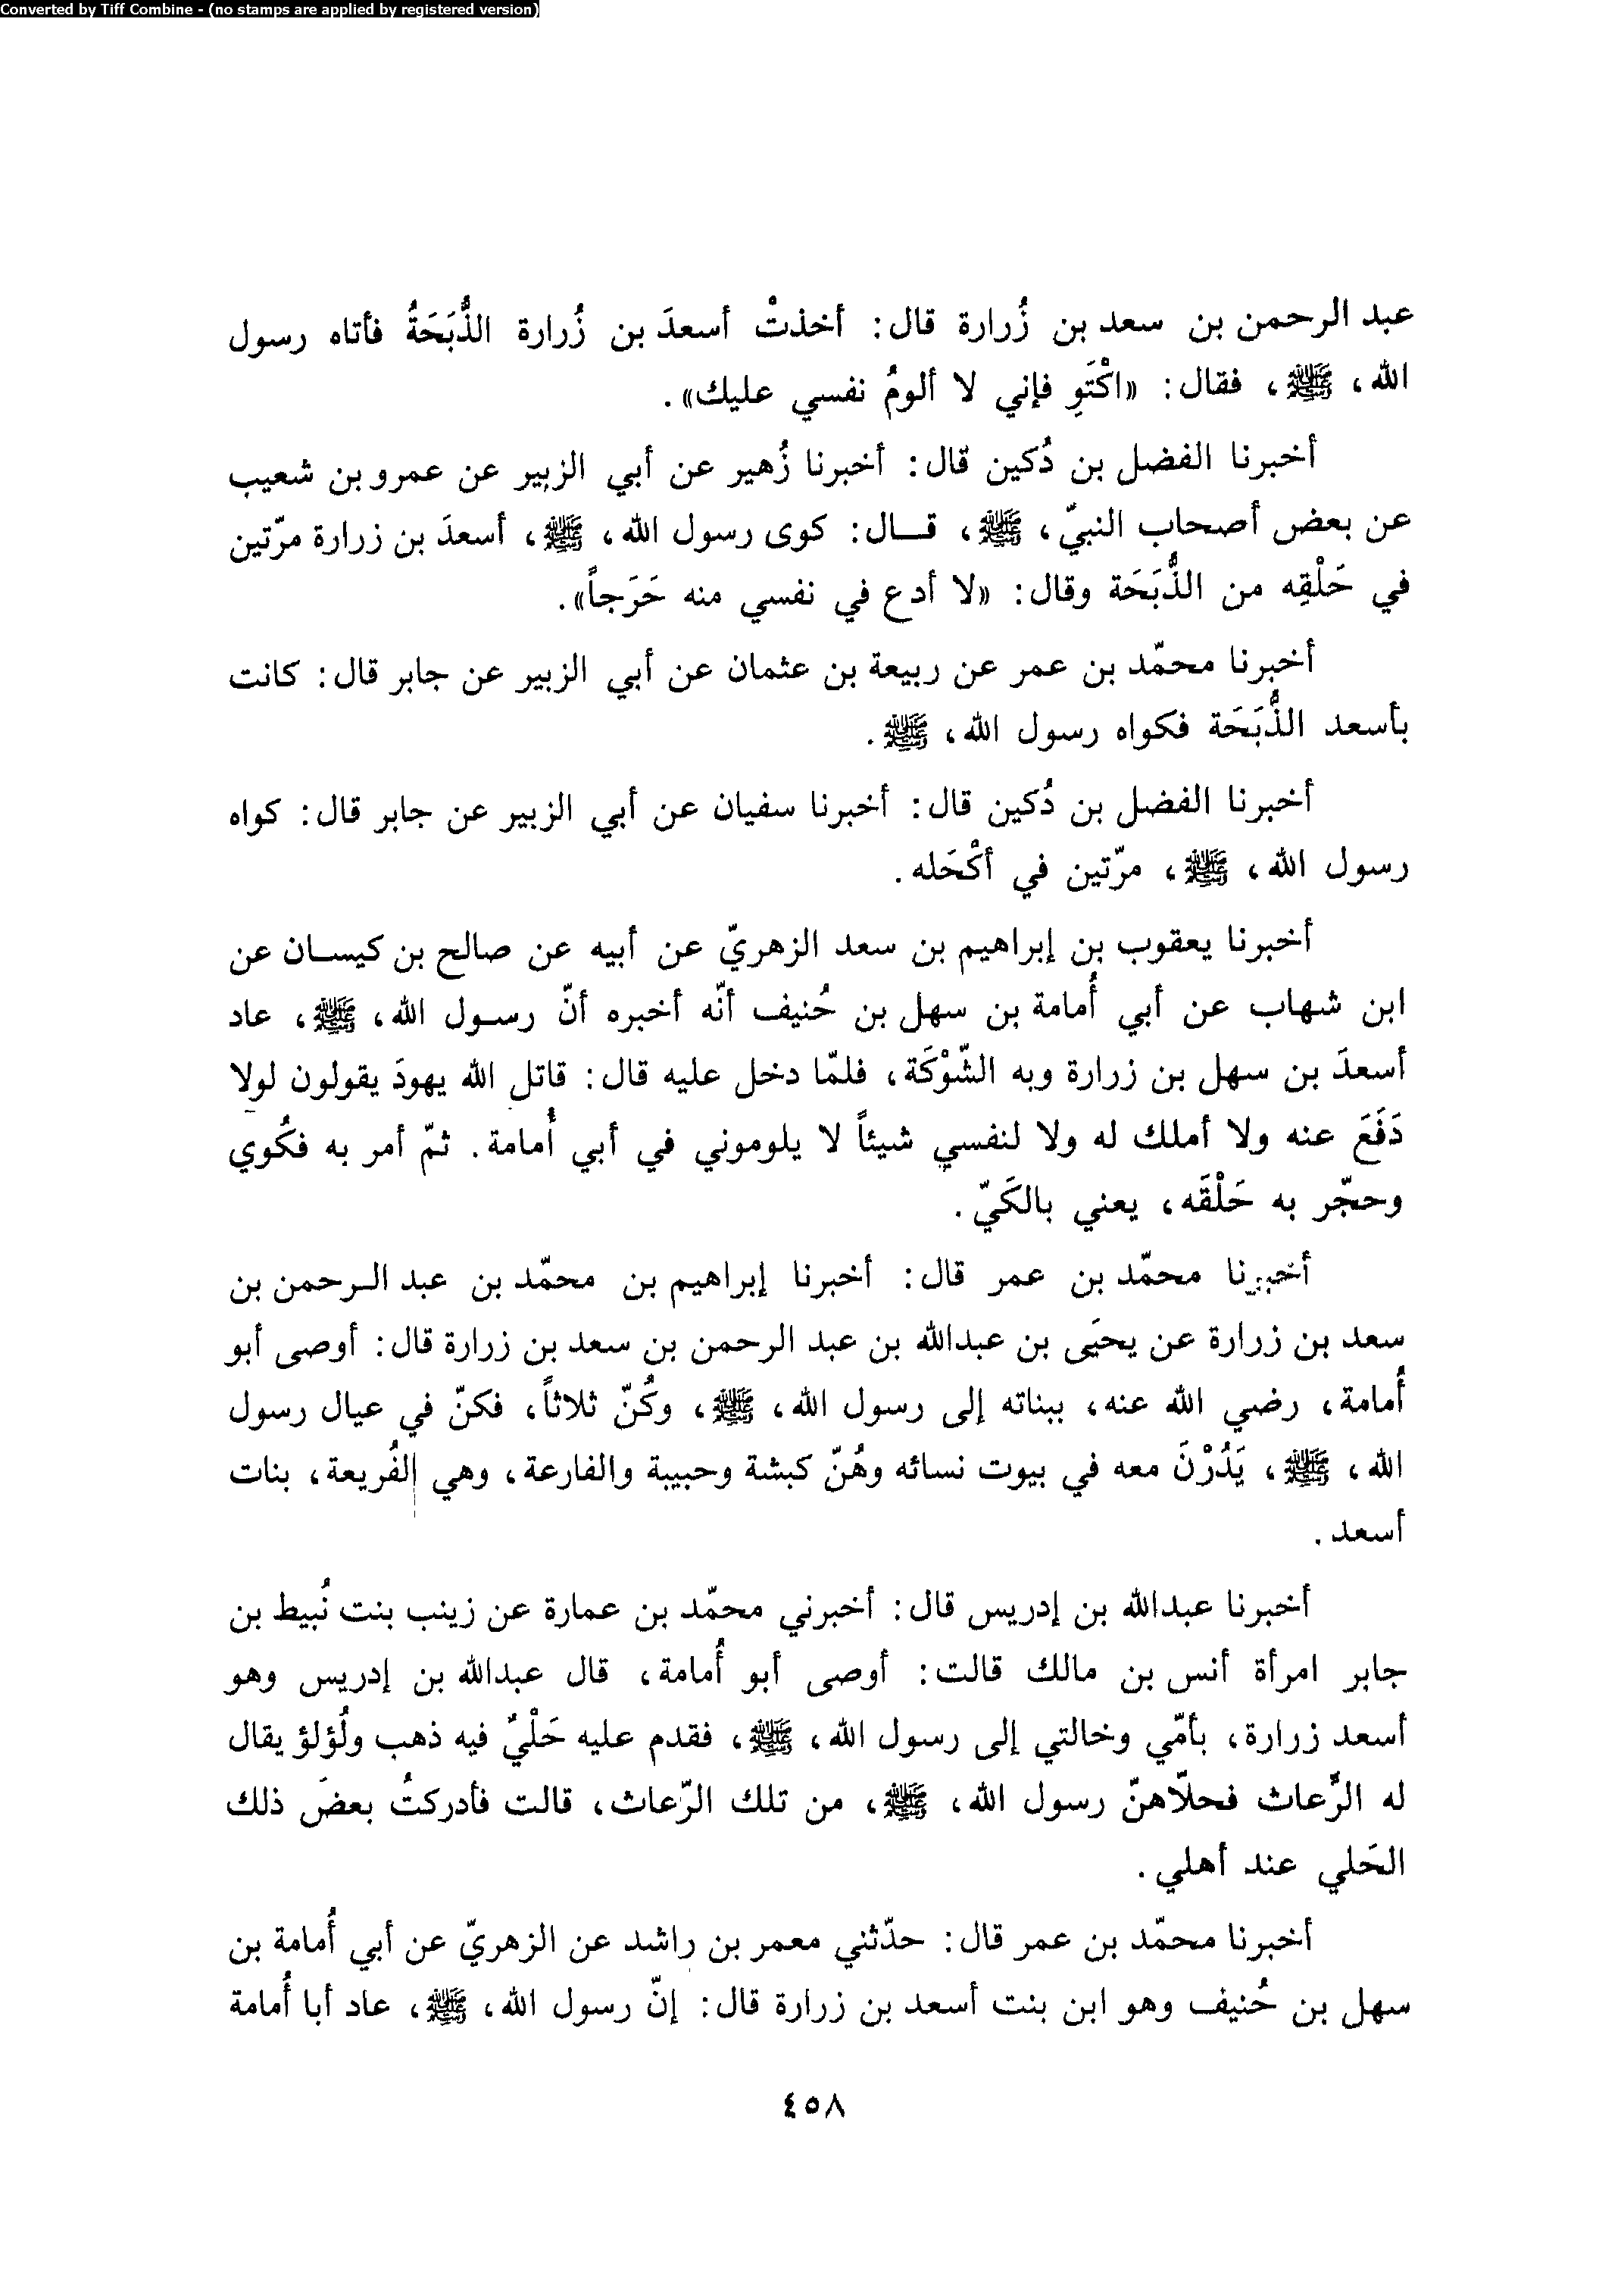 Converted by Tiff Combine - (no stamps are applied by registered version)
عبد الرحمن بن سعد بن زُرارة قال: أخذتْ أسعدَ بن زُرارة الذُّبَحَةُ فأتاه رسول
الله، ﷺ، فقال: «اكْتَوِ فإني لا ألومُ نفسي عليك».
أخبرنا الفضل بن دُكين قال: أخبرنا زُهير عن أبي الزبير عن عمرو بن شعيب
عن بعض أصحاب النبيّ، ﷺ، قـال: كوى رسول الله، ﷺ، أسعدَ بن زرارة مرّتين
في حَلْقِه من الذُّبَحَة وقال: «لا أدع في نفسي منه حَرَجاً».
أخبرنا محمّد بن عمر عن ربيعة بن عثمان عن أبي الزبير عن جابر قال: كانت
بأسعد الذُّبَحَة فكواه رسول الله، ﷺ.
أخبرنا الفضل بن دُكين قال: أخبرنا سفيان عن أبي الزبير عن جابر قال: كواه
رسول الله، ﷺ، مرّتين في أكْحَله.
أخبرنا يعقوب بن إبراهيم بن سعد الزهريّ عن أبيه عن صالح بن كيسـان عن
ابن شهاب عن أبي أُمامة بن سهل بن حُنيف أنّه أخبره أنّ رسـول الله، ﷺ، عاد
أسعدَ بن سهل بن زرارة وبه الشّوْكَة، فلمّا دخل عليه قال: قاتل الله يهودَ يقولون لولا
دَفَعَ عنه ولا أملك له ولا لنفسي شيئاً لا يلوموني في أبي أُمامة. ثمّ أمر به فكُوي
وحجّر به حَلْقَه، يعني بالكَيّ.
أخبرنا محمّد بن عمر قال: أخبرنا إبراهيم بن محمّد بن عبد الـرحمن بن
سعد بن زرارة عن يحيَى بن عبدالله بن عبد الرحمن بن سعد بن زرارة قال: أوصى أبو
أُمامة، رضي الله عنه، ببناته إلى رسول الله، ﷺ، وكُنّ ثلاثاً، فكنّ في عيال رسول
الله، ﷺ، يَدُرْنَ معه في بيوت نسائه وهُنّ كبشة وحبيبة والفارعة، وهي الفُريعة، بنات
أسعد.
أخبرنا عبدالله بن إدريس قال: أخبرني محمّد بن عمارة عن زينب بنت نُبيط بن
جابر امرأة أنس بن مالك قالت: أوصى أبو أُمامة، قال عبدالله بن إدريس وهو
أسعد زرارة، بأمّي وخالتي إلى رسول الله، ﷺ، فقدم عليه حَلْيٌ فيه ذهب ولُؤلؤ يقال
له الرِّعاث فحلاّهنّ رسول الله، ﷺ، من تلك الرّعاث، قالت فأدركتُ بعضَ ذلك
الحَلي عند أهلي.
أخبرنا محمّد بن عمر قال: حدّثني معمر بن راشد عن الزهريّ عن أبي أُمامة بن
سهل بن حُنيف وهو ابن بنت أسعد بن زرارة قال: إنّ رسول الله، ﷺ، عاد أبا أُمامة
٤٥٨